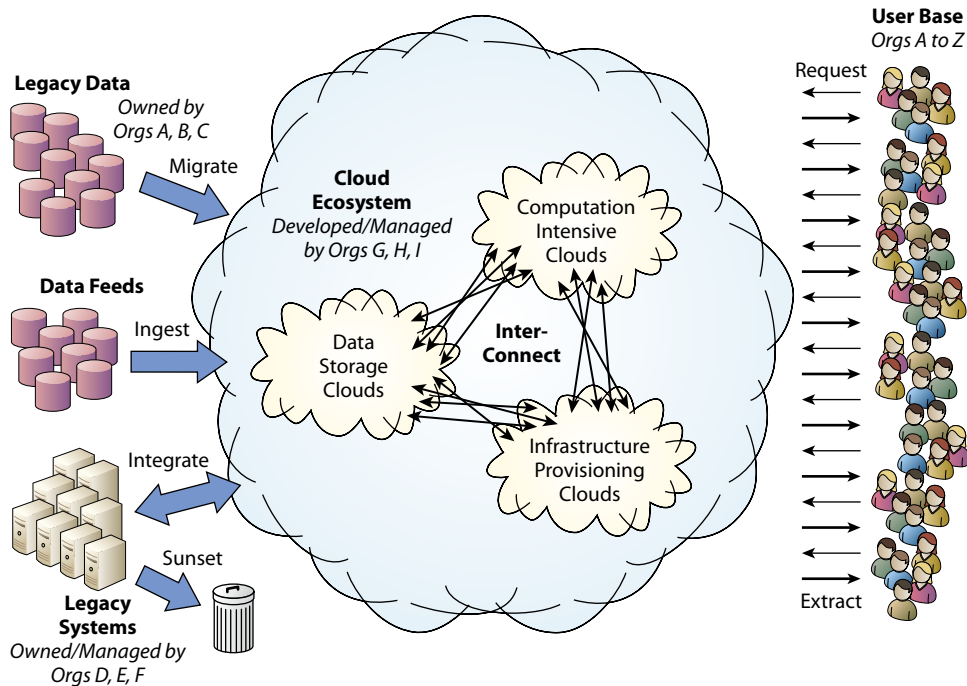 Legacy Data
Owned by
Orgs A, B, C
Migrate
Data Feeds
Ingest
Integrate
Sunset
Legacy
Systems
Owned/Managed by
Orgs D, E, F
Cloud
Ecosystem
Developed/Managed
by Orgs G, H, I
Computation
Intensive
Clouds
Inter-
Connect
Data
Storage
Clouds
Infrastructure
Provisioning
Clouds
User Base
Orgs A to Z
Request
Extract